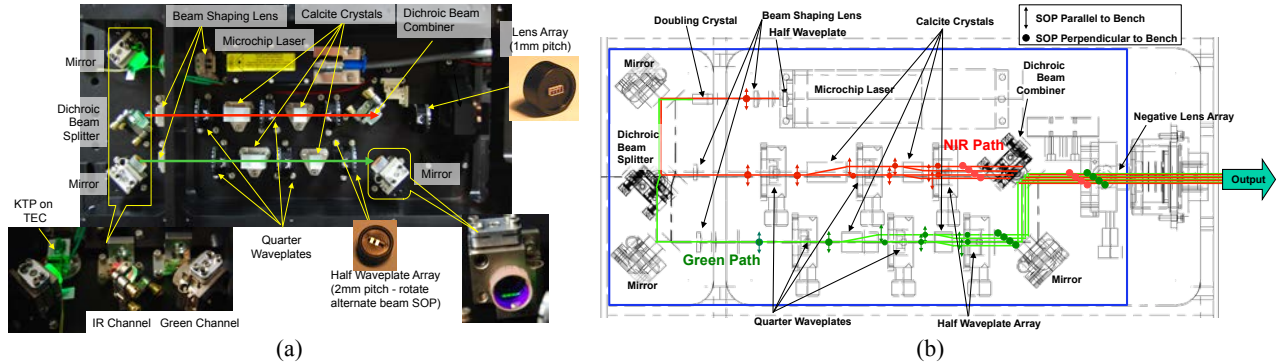 Beam Shaping Lens
Calcite Crystals
Microchip Laser
Dichroic Beam
Combiner
Lens Array
(1mm pitch)
Mirror
Dichroic
Beam
Splitter
Mirror
Mirror
KTP on
TEC
Quarter
Waveplates
Half Waveplate Array
(2mm pitch - rotate
alternate beam SOP)
IR Channel
Green Channel
(a)
Doubling Crystal
Beam Shaping Lens
Half Waveplate
Calcite Crystals
SOP Parallel to Bench
SOP Perpendicular to Bench
Mirror
Microchip Laser
Dichroic
Beam
Combiner
Negative Lens Array
Dichroic
Beam
Splitter
NIR Path
Output
Green Path
Mirror
Mirror
Quarter Waveplates
Half Waveplate Array
(b)